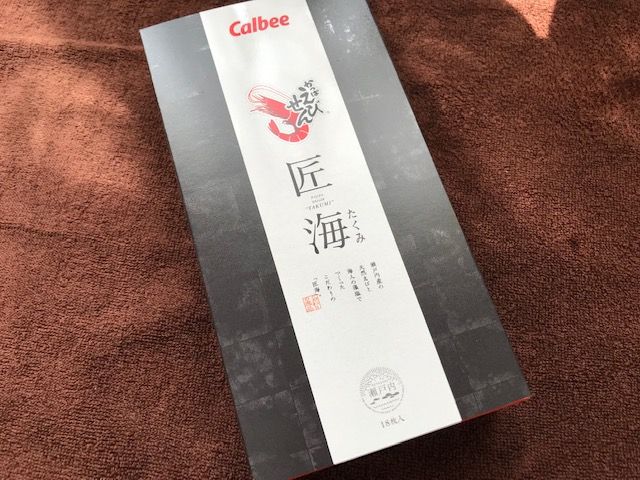 Calbee
かっぱ
えび
せん
匠
"TAKUMI"
海
たくみ
瀬戸内産の
天然えびと
海人の藻塩で
つくった
こだわりの
「匠海」
瀬戸内
18枚入